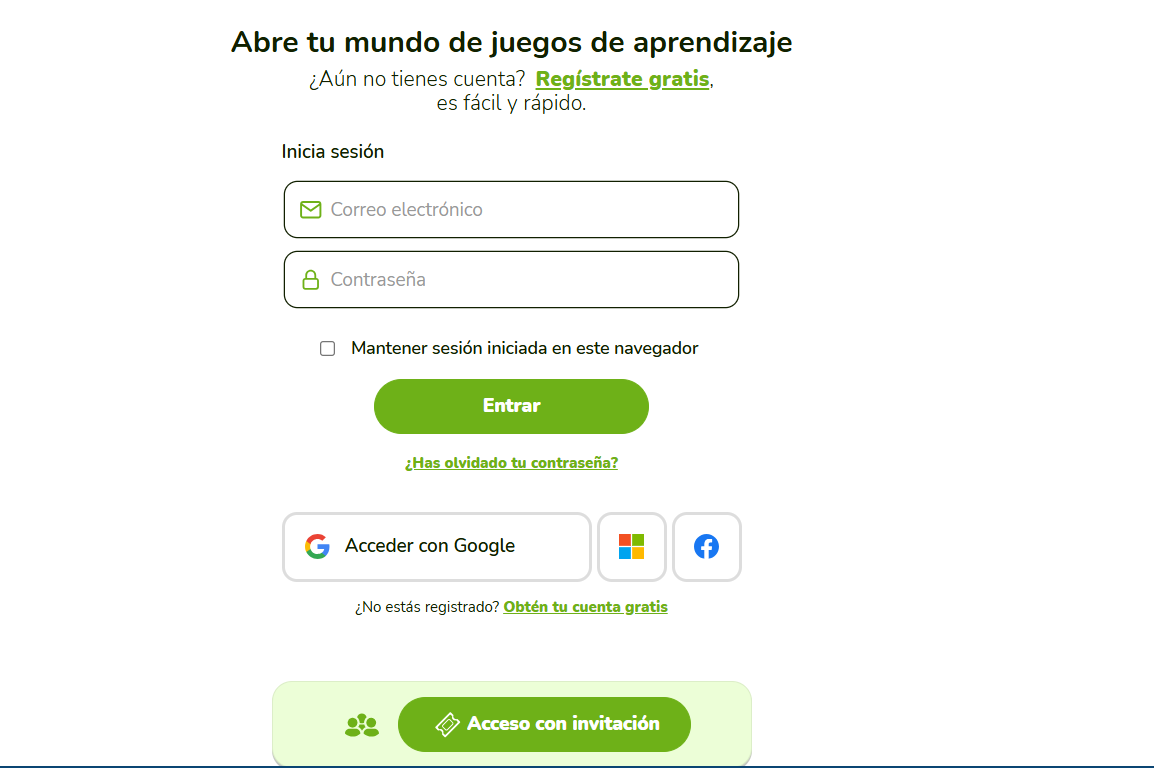 Abre tu mundo de juegos de aprendizaje
¿Aún no tienes cuenta? Regístrate gratis,
es fácil y rápido.
Inicia sesión
Correo electrónico
Contraseña
Mantener sesión iniciada en este navegador
Entrar
¿Has olvidado tu contraseña?
Acceder con Google
¿No estás registrado? Obtén tu cuenta gratis
Acceso con invitación